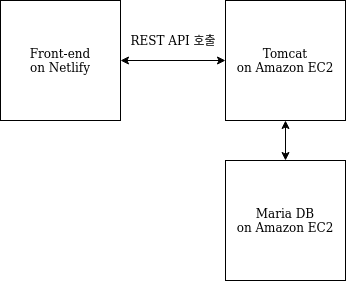 Front-end
on Netlify
REST API 호출
Tomcat
on Amazon EC2
Maria DB
on Amazon EC2